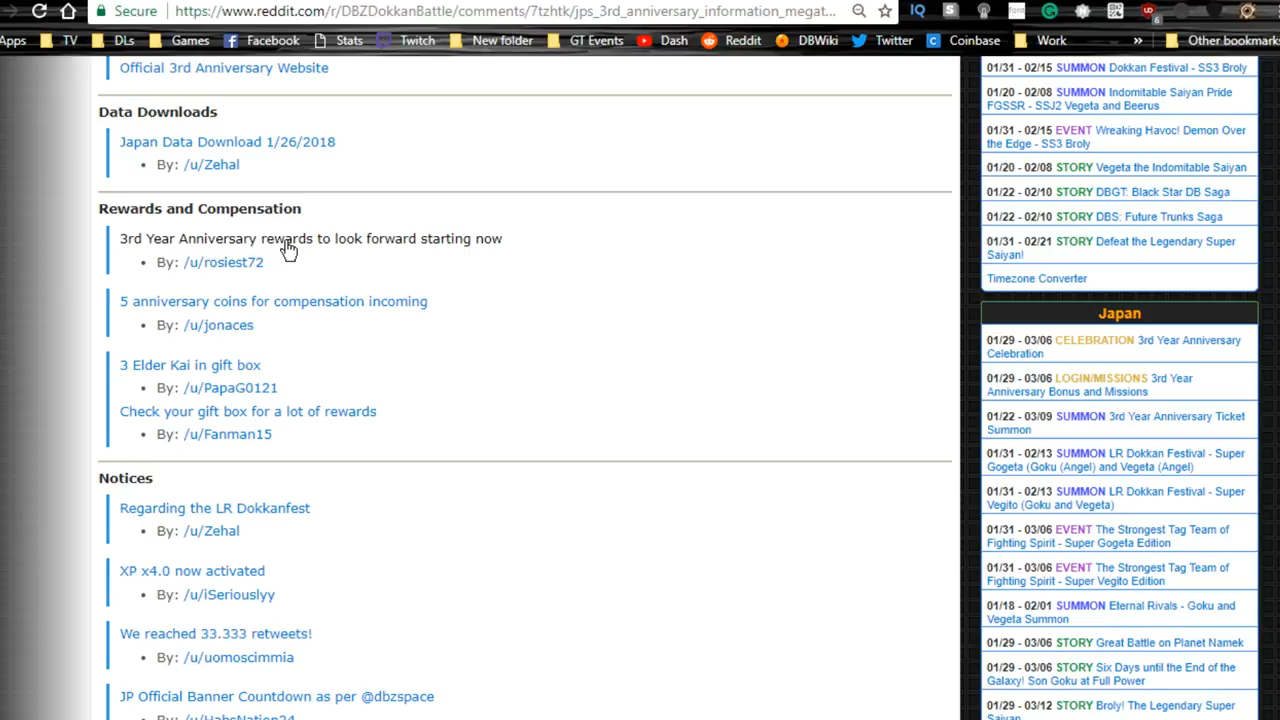 Secure
https://www.reddit.com/r/DBZDokkanBattle/comments/7tzhtk/jps_3rd_anniversary_information_megat...
Apps TV DLs Games Facebook Stats Twitch New folder GT Events Dash Reddit DBWiki Twitter Coinbase Work » Other bookmarks
Official 3rd Anniversary Website
Data Downloads
Japan Data Download 1/26/2018
• By: /u/Zehal
Rewards and Compensation
3rd Year Anniversary rewards to look forward starting now
• By: /u/rosiest72
5 anniversary coins for compensation incoming
• By: /u/jonaces
3 Elder Kai in gift box
• By: /u/PapaG0121
Check your gift box for a lot of rewards
• By: /u/Fanman15
Notices
Regarding the LR Dokkanfest
• By: /u/Zehal
XP x4.0 now activated
• By: /u/iSeriouslyy
We reached 33.333 retweets!
• By: /u/uomoscimmia
JP Official Banner Countdown as per @dbzspace
• By: /u/HabsNation24
01/31 - 02/15 SUMMON Dokkan Festival - SS3 Broly
01/20 - 02/08 SUMMON Indomitable Saiyan Pride
FGSSR - SSJ2 Vegeta and Beerus
01/31 - 02/15 EVENT Wreaking Havoc! Demon Over
the Edge - SS3 Broly
01/20 - 02/08 STORY Vegeta the Indomitable Saiyan
01/22 - 02/10 STORY DBGT: Black Star DB Saga
01/22 - 02/10 STORY DBS: Future Trunks Saga
01/31 - 02/21 STORY Defeat the Legendary Super
Saiyan!
Timezone Converter
Japan
01/29 - 03/06 CELEBRATION 3rd Year Anniversary
Celebration
01/29 - 03/06 LOGIN/MISSIONS 3rd Year
Anniversary Bonus and Missions
01/22 - 03/09 SUMMON 3rd Year Anniversary Ticket
Summon
01/31 - 02/13 SUMMON LR Dokkan Festival - Super
Gogeta (Goku (Angel) and Vegeta (Angel)
01/31 - 02/13 SUMMON LR Dokkan Festival - Super
Vegito (Goku and Vegeta)
01/31 - 03/06 EVENT The Strongest Tag Team of
Fighting Spirit - Super Gogeta Edition
01/31 - 03/06 EVENT The Strongest Tag Team of
Fighting Spirit - Super Vegito Edition
01/18 - 02/01 SUMMON Eternal Rivals - Goku and
Vegeta Summon
01/29 - 03/06 STORY Great Battle on Planet Namek
01/29 - 03/06 STORY Six Days until the End of the
Galaxy! Son Goku at Full Power
01/29 - 03/12 STORY Broly! The Legendary Super
Saiyan